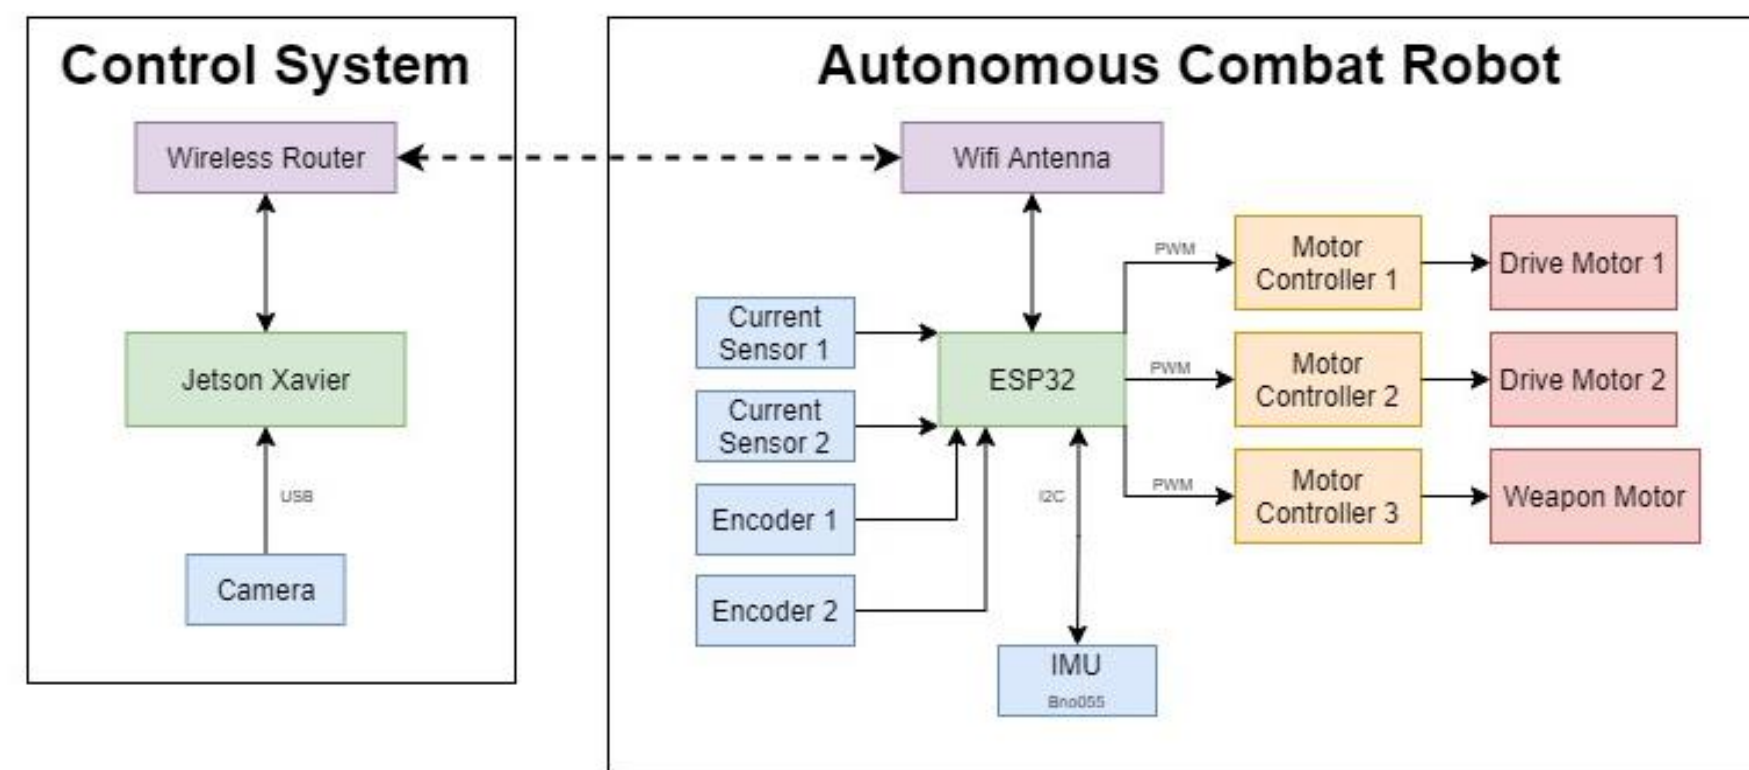 Control System
Wireless Router
Jetson Xavier
USB
Camera
Autonomous Combat Robot
Wifi Antenna
Current
Sensor 1
Current
Sensor 2
Encoder 1
Encoder 2
ESP32
I2C
IMU
Bno055
PWM
Motor
Controller 1
Drive Motor 1
PWM
Motor
Controller 2
Drive Motor 2
PWM
Motor
Controller 3
Weapon Motor